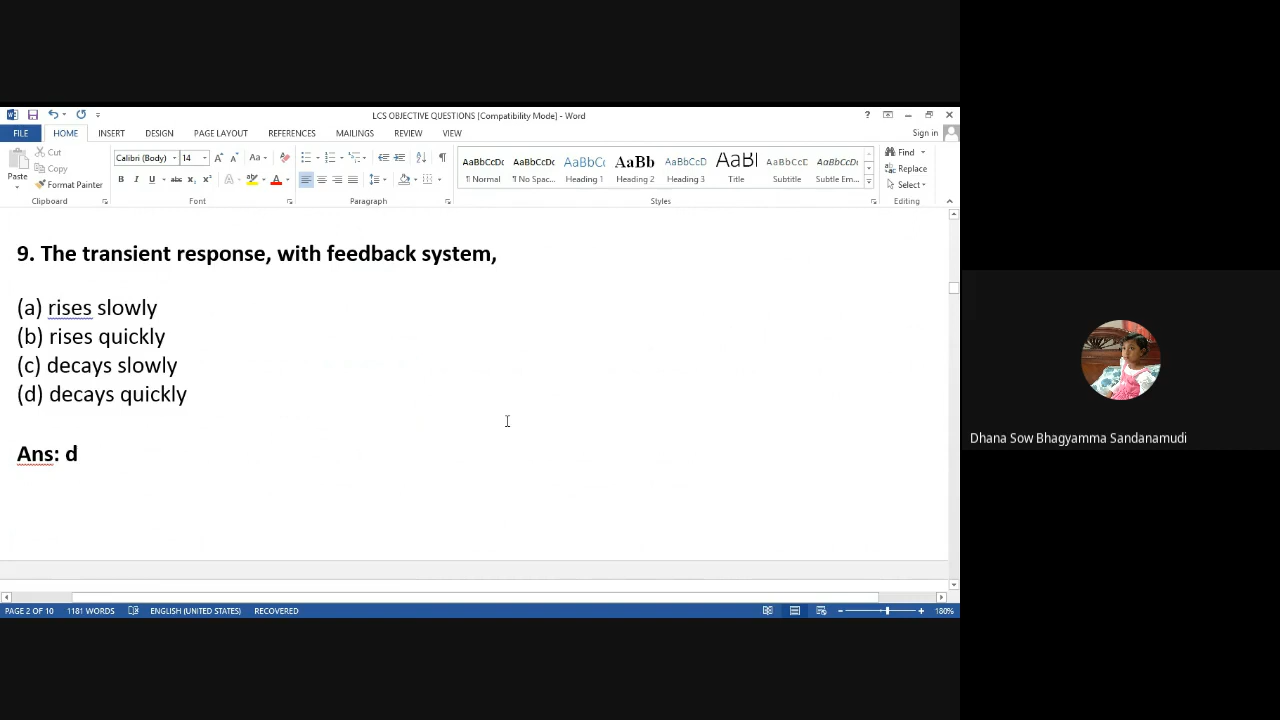 LCS OBJECTIVE QUESTIONS [Compatibility Mode] - Word
FILE HOME INSERT DESIGN PAGE LAYOUT REFERENCES MAILINGS REVIEW VIEW Sign in
Cut
Copy
Format Painter
Paste
Calibri (Body) 14
AaBbCcDc AaBbCcDc AaBbCc AaBb AaBbCcD AaBl AaBbCcD AaBbCcDc
¶ Normal ¶ No Spac... Heading 1 Heading 2 Heading 3 Title Subtitle Subtle Em...
Find
Replace
Select
Clipboard Font Paragraph Styles Editing
9. The transient response, with feedback system,
(a) rises slowly
(b) rises quickly
(c) decays slowly
(d) decays quickly
Ans: d
Dhana Sow Bhagyamma Sandanamudi
PAGE 2 OF 10 1181 WORDS ENGLISH (UNITED STATES) RECOVERED 180%